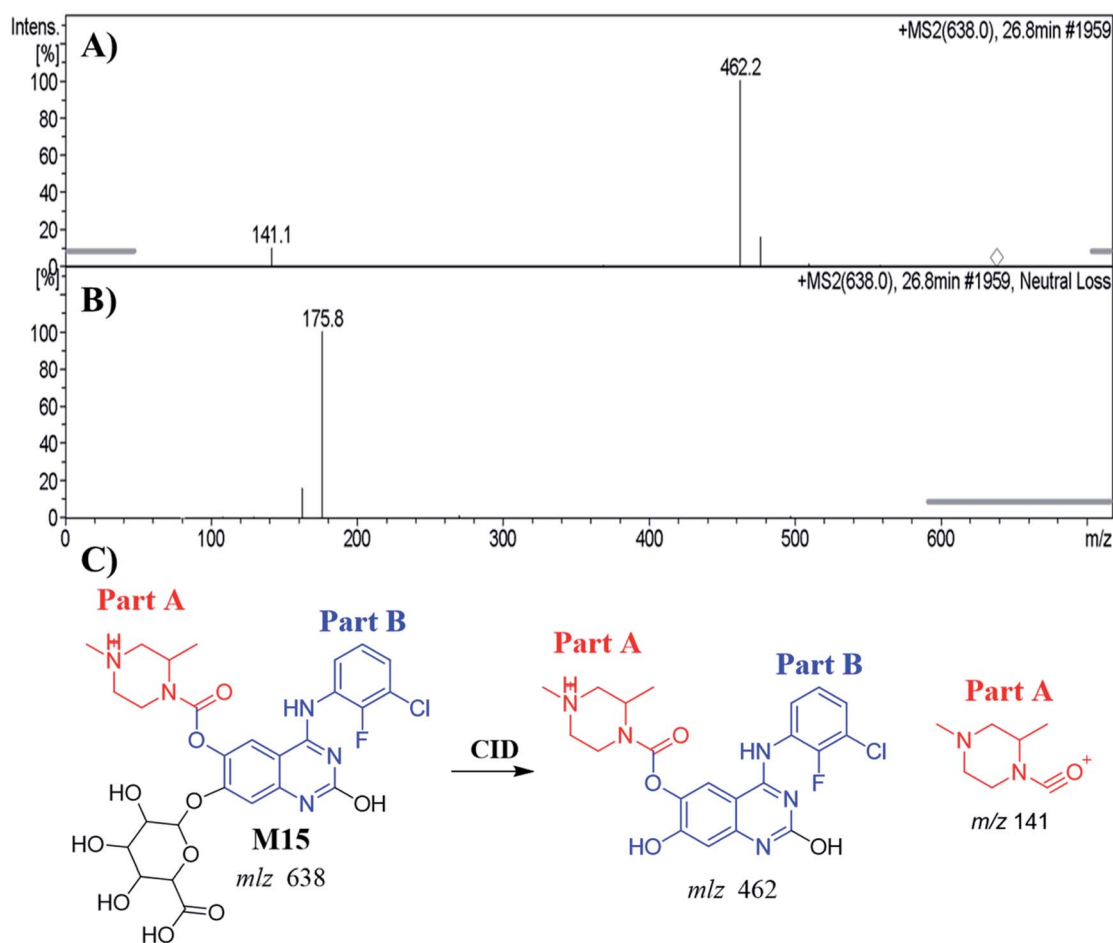 Intens.
[%]
A)
+MS2(638.0), 26.8min #1959
100
80
60
40
20
0
462.2
141.1
[%]
B)
+MS2(638.0), 26.8min #1959, Neutral Loss
100
80
60
40
20
0
175.8
0 100 200 300 400 500 600 m/z
C)
Part A
Part B
H
N
N
O
O
HN
Cl
F
N
N
OH
O
HO
HO
HO
O
O
HO
M15
m/z 638
CID
Part A
Part B
H
N
N
O
O
HN
Cl
F
N
N
OH
HO
m/z 462
Part A
N
N
O+
m/z 141